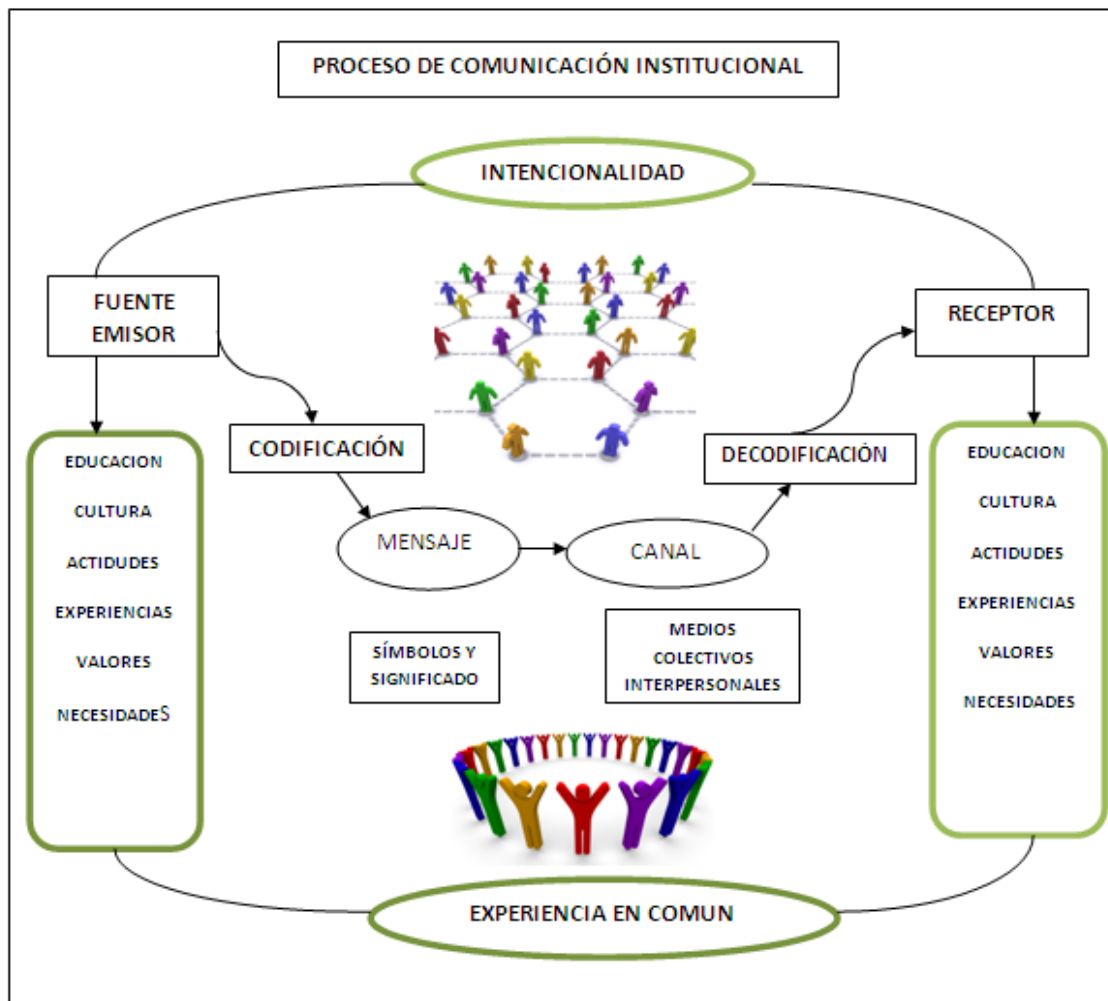 PROCESO DE COMUNICACIÓN INSTITUCIONAL
INTENCIONALIDAD
FUENTE
EMISOR
RECEPTOR
CODIFICACIÓN
DECODIFICACIÓN
EDUCACION
CULTURA
ACTIDUDES
EXPERIENCIAS
VALORES
NECESIDADES
MENSAJE
CANAL
EDUCACION
CULTURA
ACTIDUDES
EXPERIENCIAS
VALORES
NECESIDADES
SÍMBOLOS Y
SIGNIFICADO
MEDIOS
COLECTIVOS
INTERPERSONALES
EXPERIENCIA EN COMUN